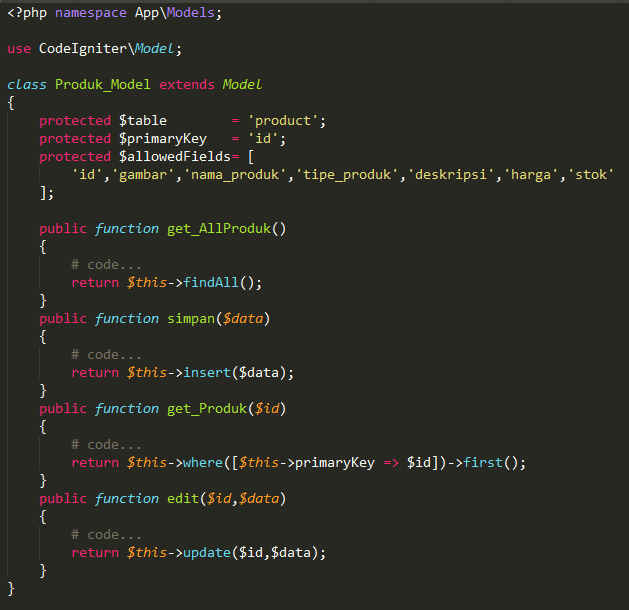 <?php namespace App\Models;
use CodeIgniter\Model;
class Produk_Model extends Model
{
protected $table = 'product';
protected $primaryKey = 'id';
protected $allowedFields= [
'id','gambar','nama_produk','tipe_produk','deskripsi','harga','stok'
];
public function get_AllProduk()
{
# code...
return $this->findAll();
}
public function simpan($data)
{
# code...
return $this->insert($data);
}
public function get_Produk($id)
{
# code...
return $this->where([$this->primaryKey => $id])->first();
}
public function edit($id,$data)
{
# code...
return $this->update($id,$data);
}
}